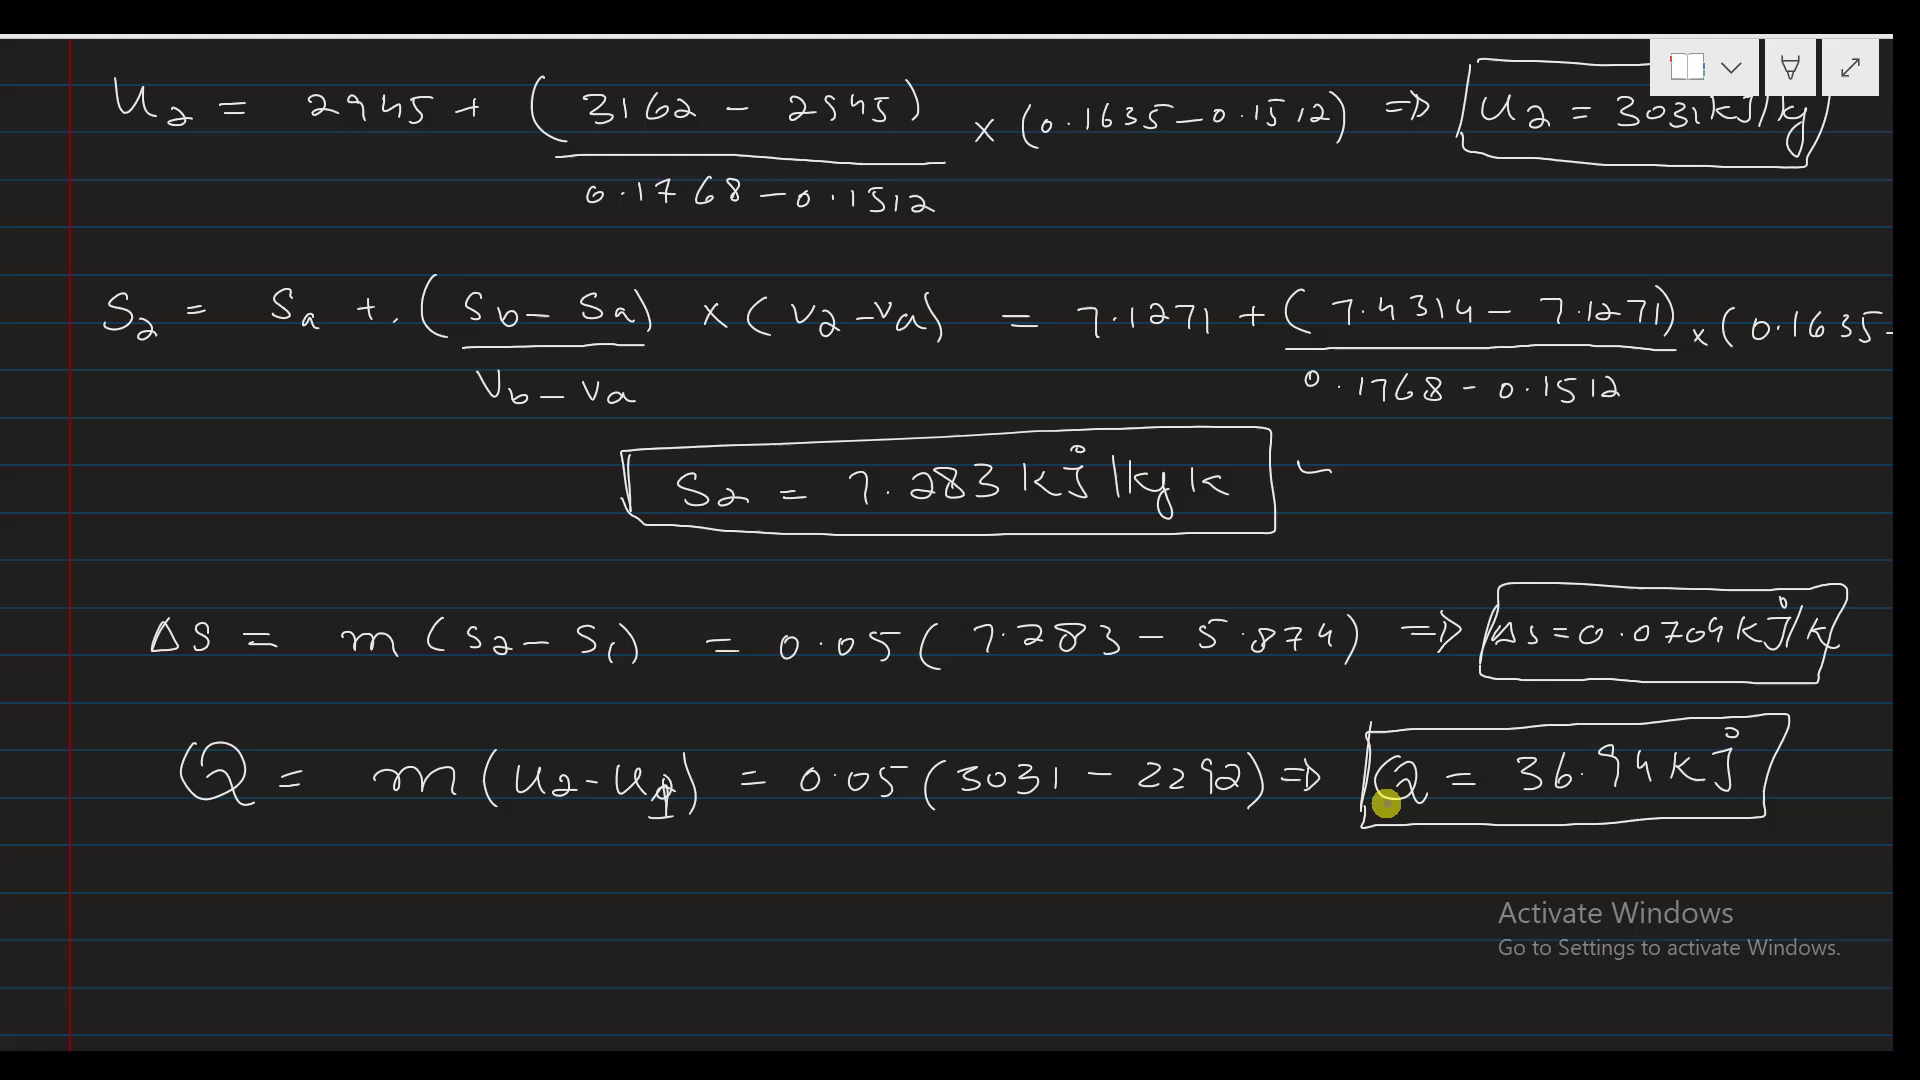 U2 = 2945 + (3162 - 2945) × (0.1635 - 0.1512) => U2 = 3031 kJ/kg
0.1768 - 0.1512
S2 = Sa + . (Sb - Sa) × (V2 - Va) = 7.1271 + (7.4314 - 7.1271) × (0.1635 -
Vb - Va 0.1768 - 0.1512
S2 = 7.283 kJ/kg k
ΔS = m (S2 - S1) = 0.05 (7.283 - 5.874) => Δs = 0.0704 kJ/k
Q = m (U2 - U1) = 0.05 (3031 - 2292) => Q = 36.94 kJ
Activate Windows
Go to Settings to activate Windows.